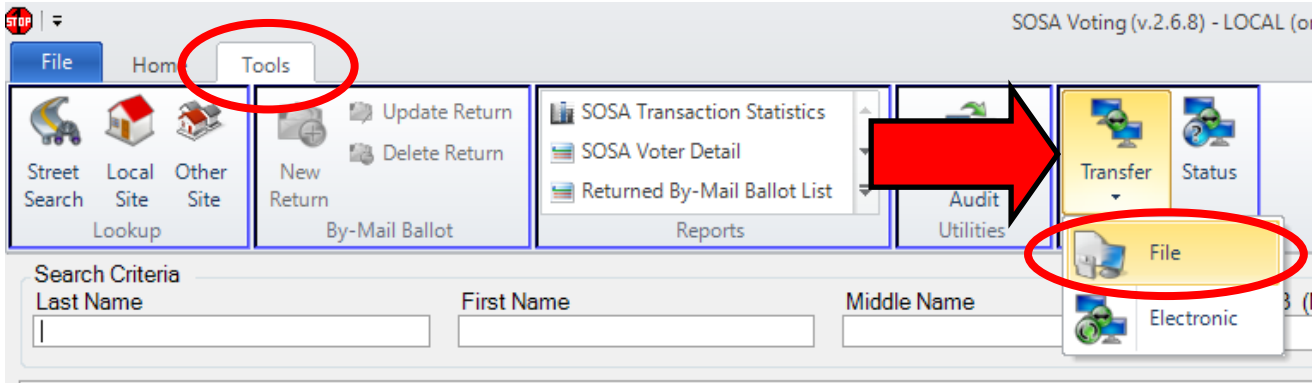 STOP
SOSA Voting (v.2.6.8) - LOCAL (or
File Home Tools
Street Search
Local Site
Other Site
Lookup
New Return
Update Return
Delete Return
By-Mail Ballot
SOSA Transaction Statistics
SOSA Voter Detail
Returned By-Mail Ballot List
Reports
Audit
Utilities
Transfer
Status
File
Electronic
Search Criteria
Last Name First Name Middle Name